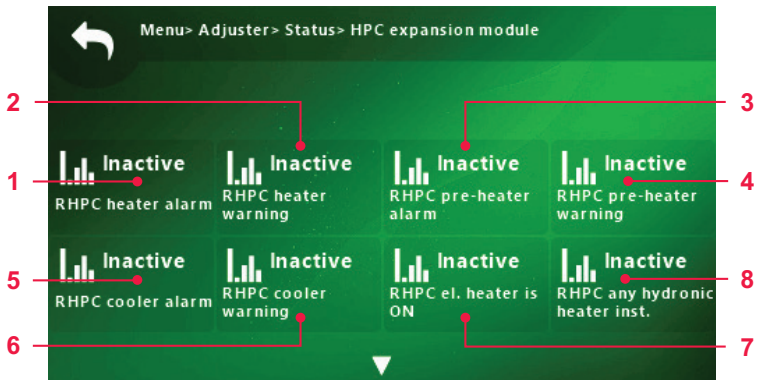 Menu> Adjuster> Status> HPC expansion module
2
3
Inactive
Inactive
Inactive
Inactive
1
RHPC heater alarm
RHPC heater
warning
RHPC pre-heater
alarm
RHPC pre-heater
warning
4
Inactive
Inactive
Inactive
Inactive
5
RHPC cooler alarm
RHPC cooler
warning
RHPC el. heater is
ON
RHPC any hydronic
heater inst.
8
6
7